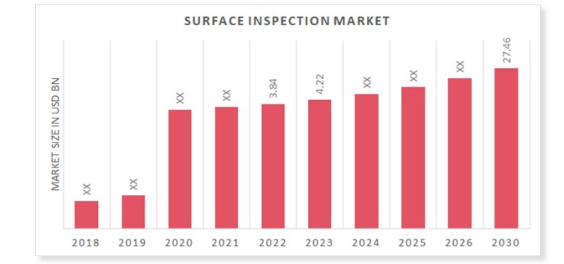 SURFACE INSPECTION MARKET
MARKET SIZE IN USD BN
XX
XX
XX
XX
3.84
4.22
XX
XX
XX
27.46
2018 2019 2020 2021 2022 2023 2024 2025 2026 2030